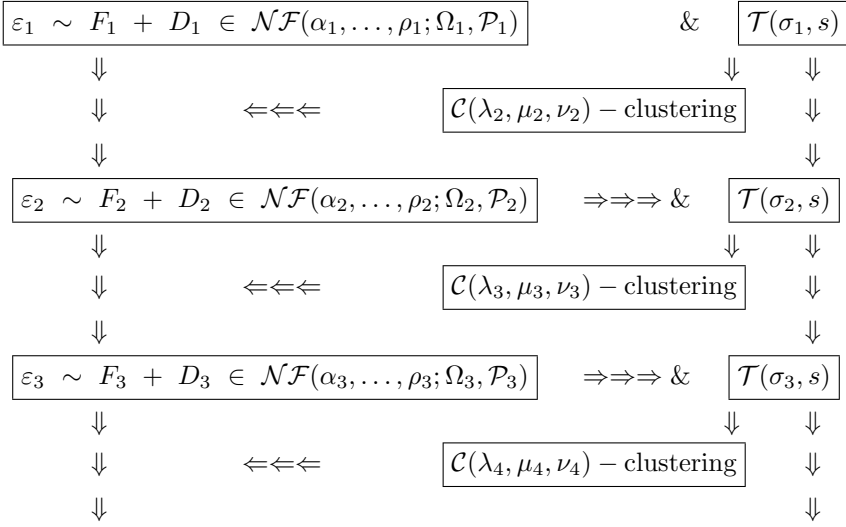 ε₁ ∼ F₁ + D₁ ∈ 𝒩ℱ(α₁, . . . , ρ₁; Ω₁, 𝒫₁) & 𝒯(σ₁, s)
⇓ ⇓ ⇓
⇓ ⇐⇐⇐ 𝒞(λ₂, μ₂, ν₂) − clustering ⇓
⇓ ⇓
ε₂ ∼ F₂ + D₂ ∈ 𝒩ℱ(α₂, . . . , ρ₂; Ω₂, 𝒫₂) ⇒⇒⇒ & 𝒯(σ₂, s)
⇓ ⇓ ⇓
⇓ ⇐⇐⇐ 𝒞(λ₃, μ₃, ν₃) − clustering ⇓
⇓ ⇓
ε₃ ∼ F₃ + D₃ ∈ 𝒩ℱ(α₃, . . . , ρ₃; Ω₃, 𝒫₃) ⇒⇒⇒ & 𝒯(σ₃, s)
⇓ ⇓ ⇓
⇓ ⇐⇐⇐ 𝒞(λ₄, μ₄, ν₄) − clustering ⇓
⇓ ⇓